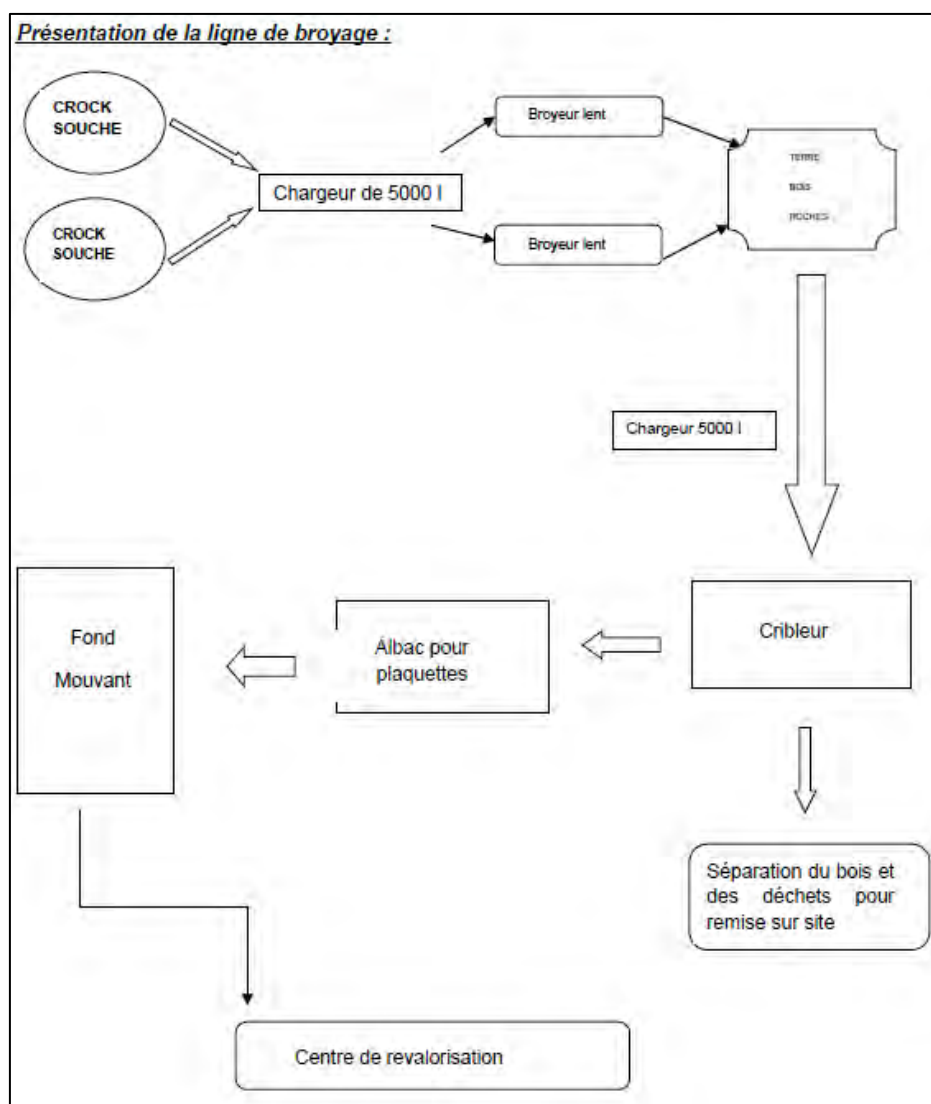 Présentation de la ligne de broyage :
CROCK
SOUCHE
CROCK
SOUCHE
Chargeur de 5000 l
Broyeur lent
Broyeur lent
TERRE
BOIS
ROCHES
Chargeur 5000 l
Cribleur
Albac pour
plaquettes
Fond
Mouvant
Séparation du bois et
des déchets pour
remise sur site
Centre de revalorisation